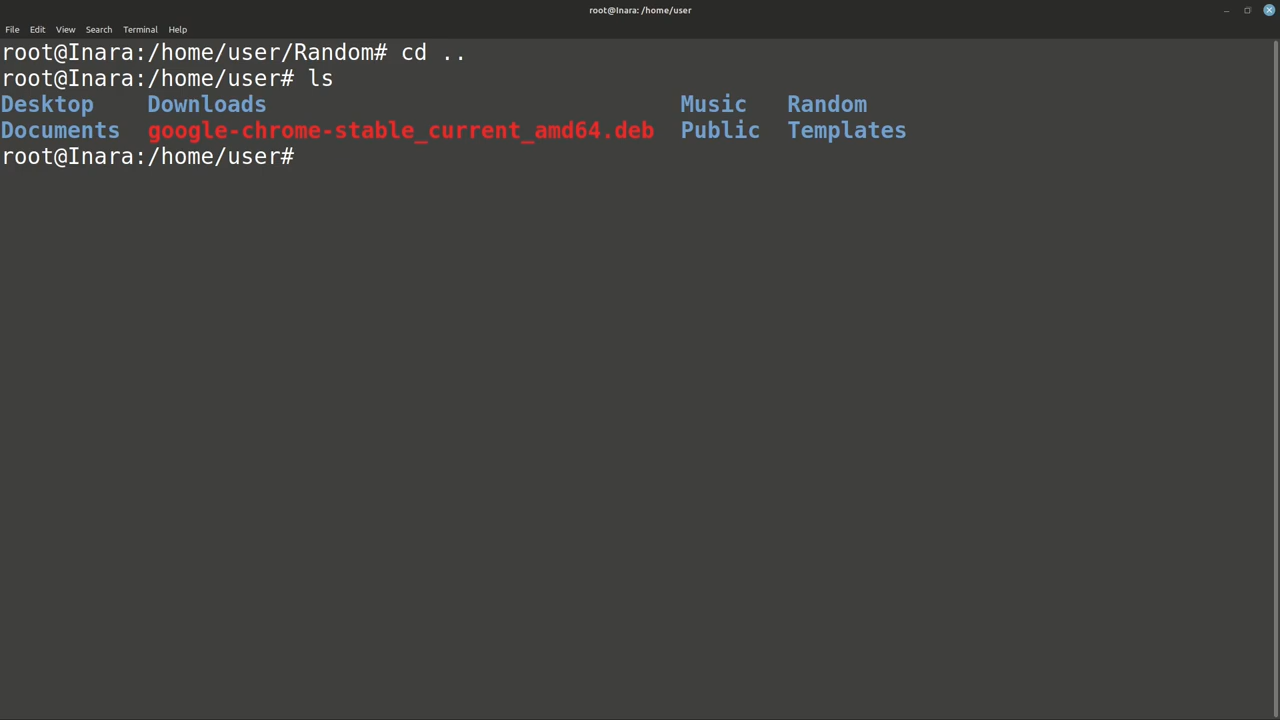 root@Inara: /home/user
File Edit View Search Terminal Help
root@Inara:/home/user/Random# cd ..
root@Inara:/home/user# ls
Desktop Downloads Music Random
Documents google-chrome-stable_current_amd64.deb Public Templates
root@Inara:/home/user#